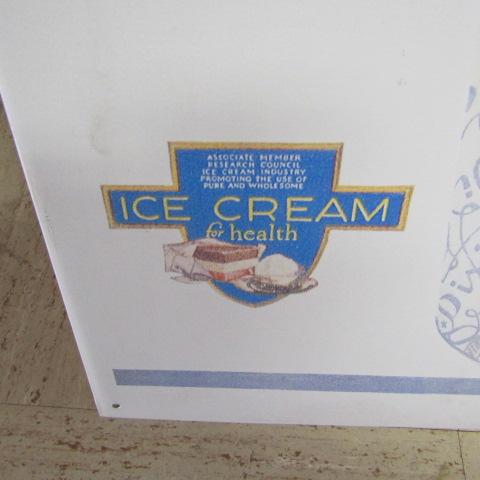 ASSOCIATE MEMBER
RESEARCH COUNCIL
ICE CREAM INDUSTRY
PROMOTING THE USE OF
PURE AND WHOLESOME
ICE CREAM
for health